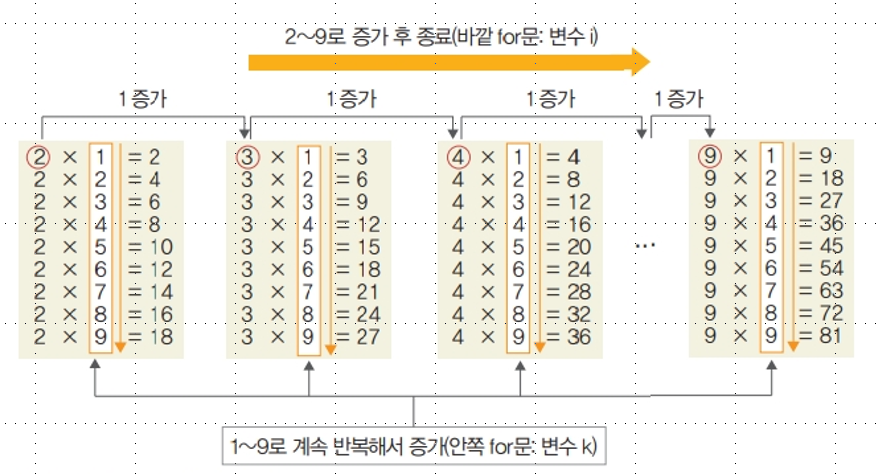 2～9로 증가 후 종료(바깥 for문: 변수 i)
1 증가 1 증가 1 증가 1 증가
2 × 1 = 2 3 × 1 = 3 4 × 1 = 4 9 × 1 = 9
2 × 2 = 4 3 × 2 = 6 4 × 2 = 8 9 × 2 = 18
2 × 3 = 6 3 × 3 = 9 4 × 3 = 12 9 × 3 = 27
2 × 4 = 8 3 × 4 = 12 4 × 4 = 16 9 × 4 = 36
2 × 5 = 10 3 × 5 = 15 4 × 5 = 20 … 9 × 5 = 45
2 × 6 = 12 3 × 6 = 18 4 × 6 = 24 9 × 6 = 54
2 × 7 = 14 3 × 7 = 21 4 × 7 = 28 9 × 7 = 63
2 × 8 = 16 3 × 8 = 24 4 × 8 = 32 9 × 8 = 72
2 × 9 = 18 3 × 9 = 27 4 × 9 = 36 9 × 9 = 81
1～9로 계속 반복해서 증가(안쪽 for문: 변수 k)